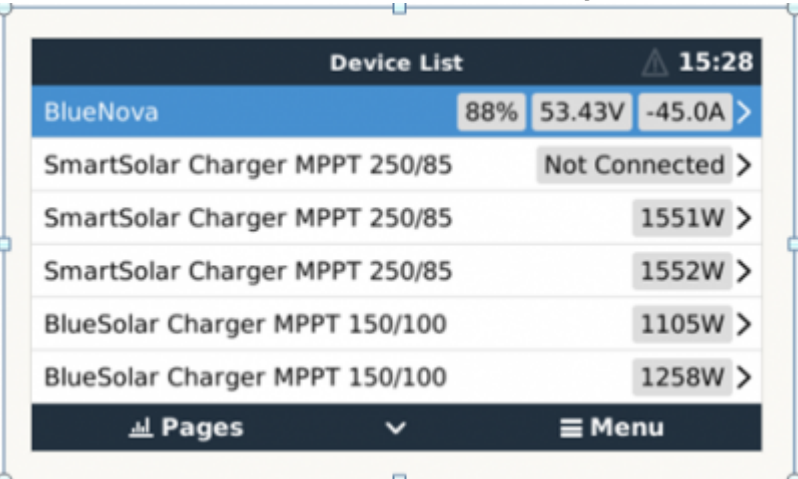 Device List 15:28
BlueNova 88% 53.43V -45.0A
SmartSolar Charger MPPT 250/85 Not Connected
SmartSolar Charger MPPT 250/85 1551W
SmartSolar Charger MPPT 250/85 1552W
BlueSolar Charger MPPT 150/100 1105W
BlueSolar Charger MPPT 150/100 1258W
Pages Menu